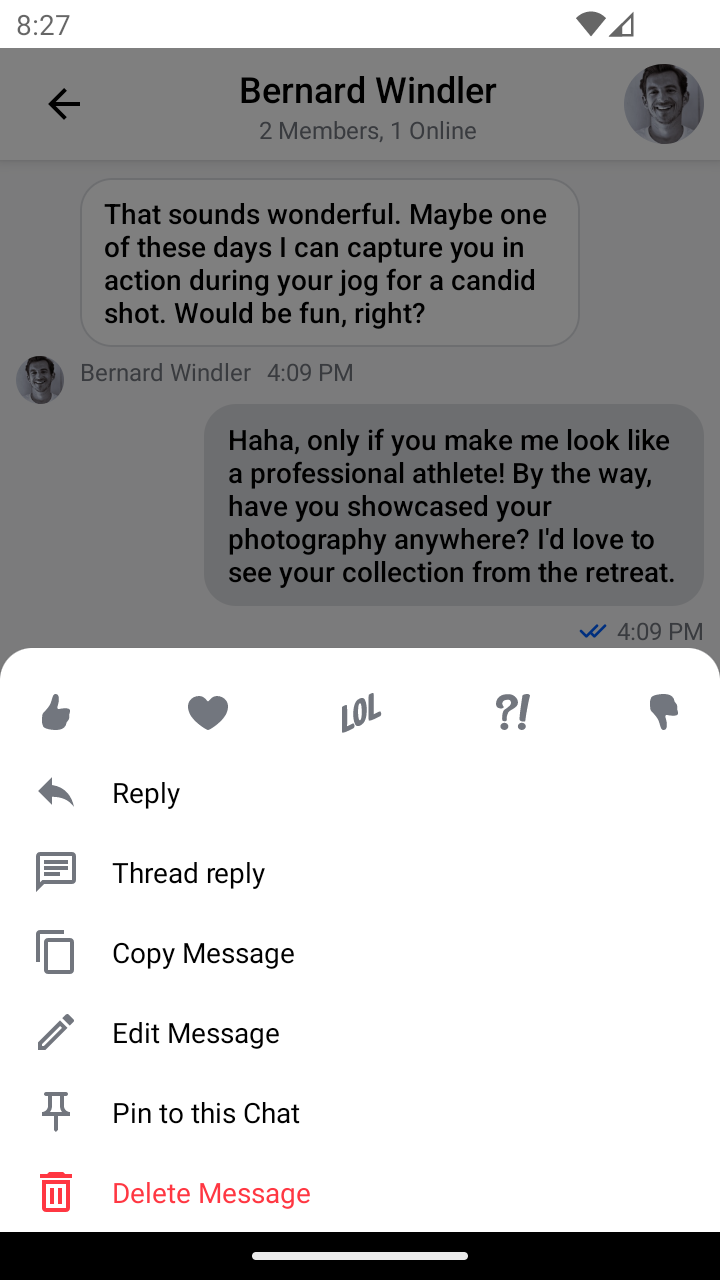 8:27
Bernard Windler
2 Members, 1 Online
That sounds wonderful. Maybe one
of these days I can capture you in
action during your jog for a candid
shot. Would be fun, right?
Bernard Windler 4:09 PM
Haha, only if you make me look like
a professional athlete! By the way,
have you showcased your
photography anywhere? I'd love to
see your collection from the retreat.
4:09 PM
LOL ?!
Reply
Thread reply
Copy Message
Edit Message
Pin to this Chat
Delete Message